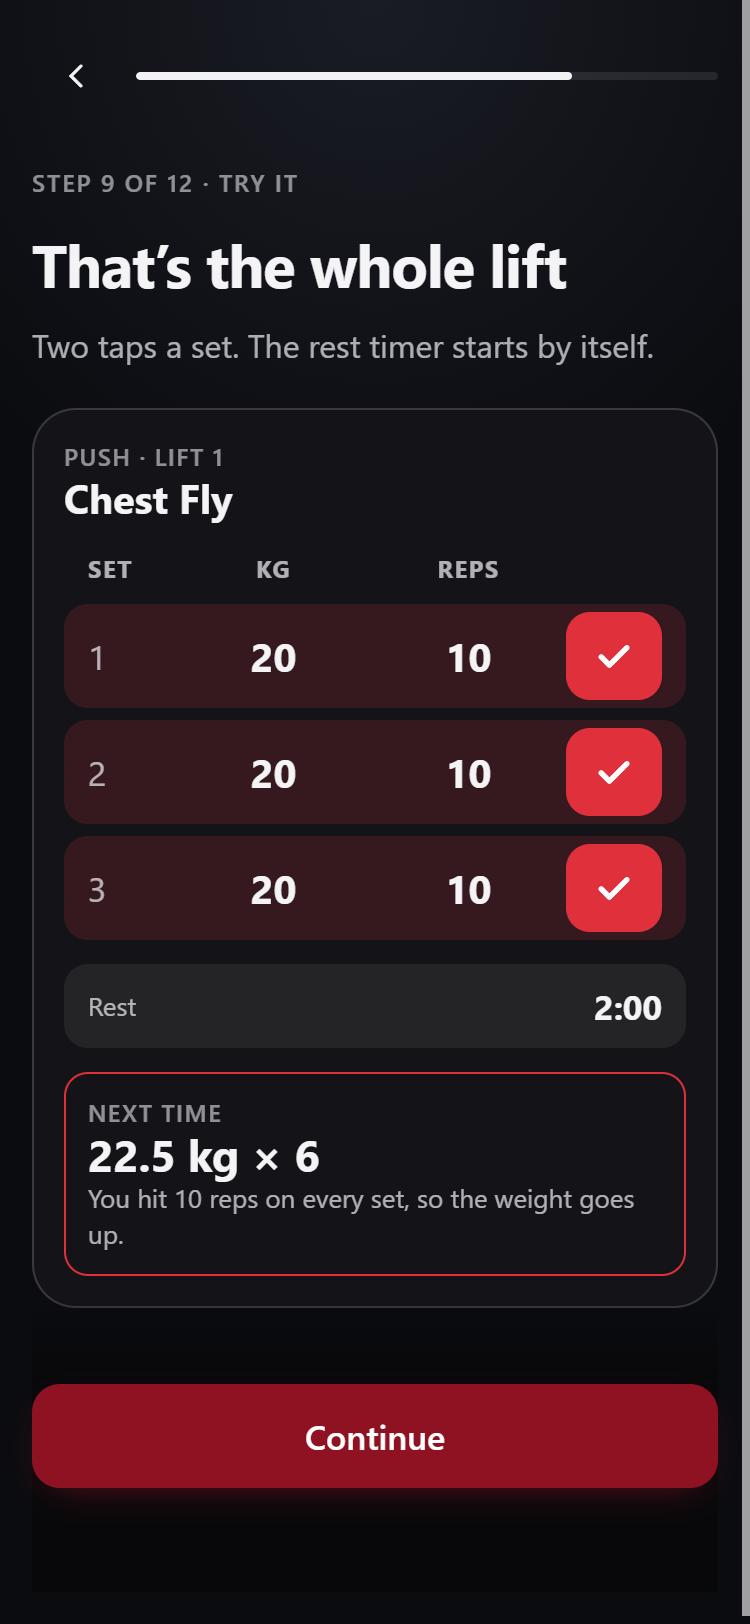 STEP 9 OF 12 · TRY IT
That’s the whole lift
Two taps a set. The rest timer starts by itself.
PUSH · LIFT 1
Chest Fly
SET KG REPS
1 20 10
2 20 10
3 20 10
Rest 2:00
NEXT TIME
22.5 kg × 6
You hit 10 reps on every set, so the weight goes
up.
Continue